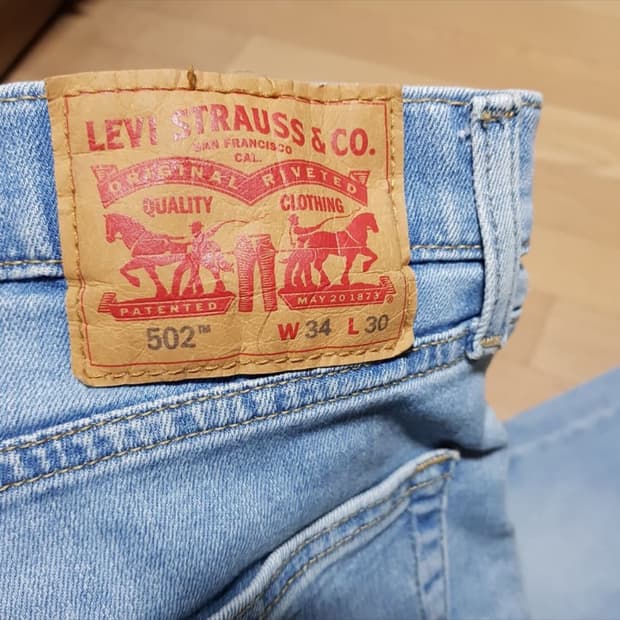 LEVI STRAUSS & CO.
SAN FRANCISCO
CAL.
ORIGINAL RIVETED
QUALITY CLOTHING
PATENTED MAY 20 1873
502™ W 34 L 30